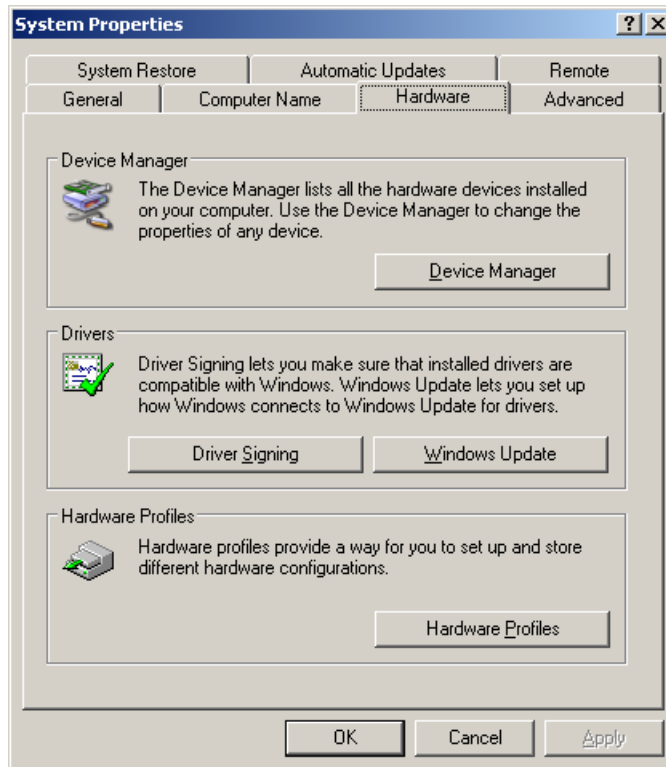 System Properties
System Restore Automatic Updates Remote
General Computer Name Hardware Advanced
Device Manager
The Device Manager lists all the hardware devices installed
on your computer. Use the Device Manager to change the
properties of any device.
Device Manager
Drivers
Driver Signing lets you make sure that installed drivers are
compatible with Windows. Windows Update lets you set up
how Windows connects to Windows Update for drivers.
Driver Signing Windows Update
Hardware Profiles
Hardware profiles provide a way for you to set up and store
different hardware configurations.
Hardware Profiles
OK Cancel Apply